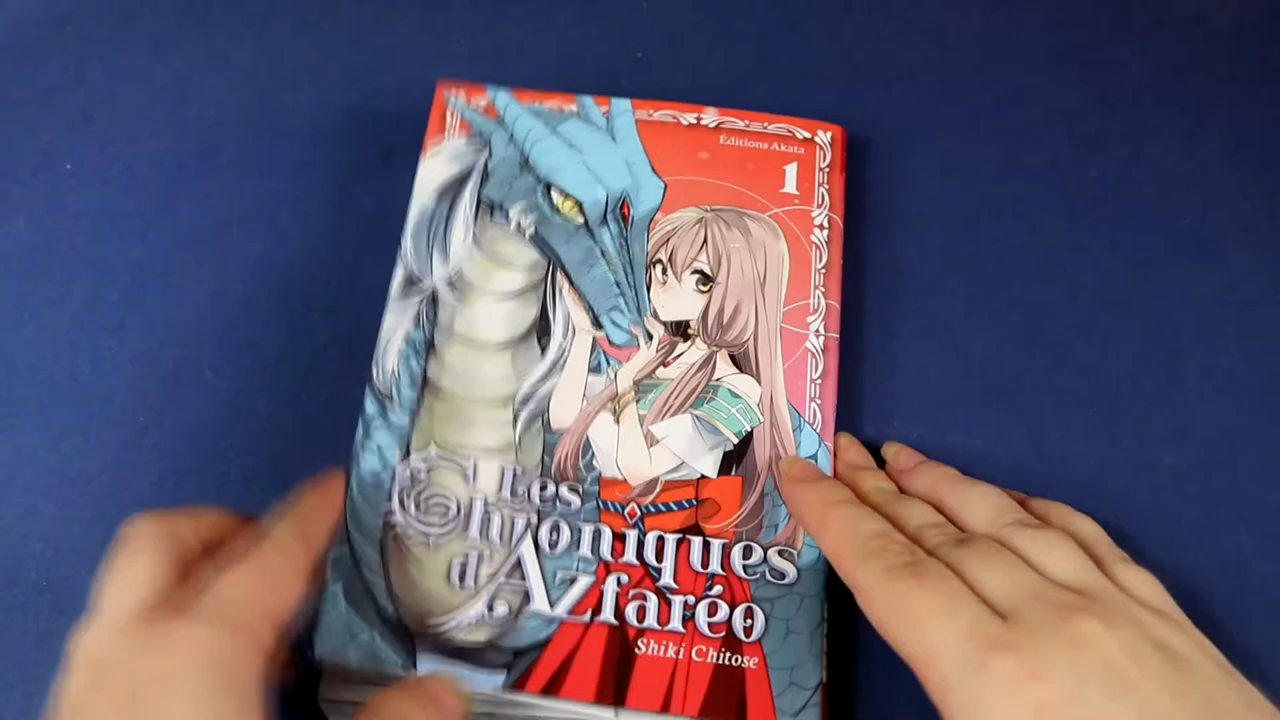 Éditions Akata
1
Les
Chroniques
d'Azfaréo
Shiki Chitose